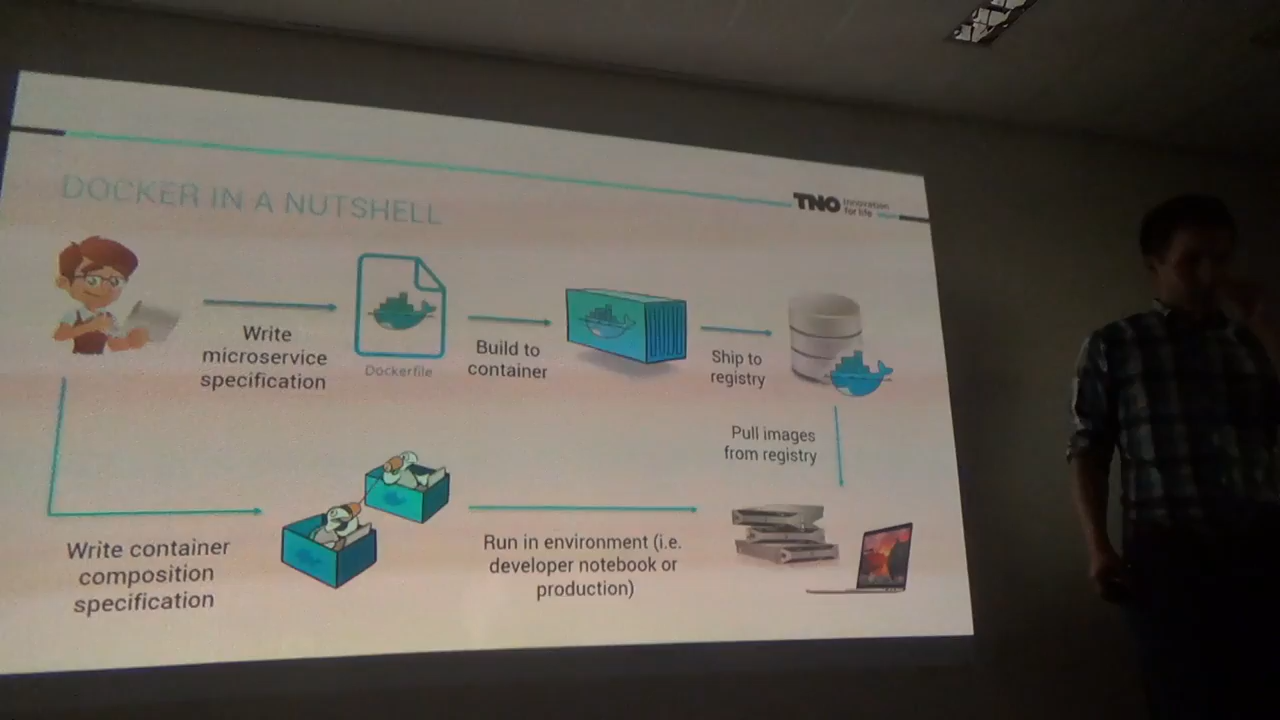 DOCKER IN A NUTSHELL
TNO innovation
for life
Write
microservice
specification
Dockerfile
Build to
container
Ship to
registry
Pull images
from registry
Write container
composition
specification
Run in environment (i.e.
developer notebook or
production)